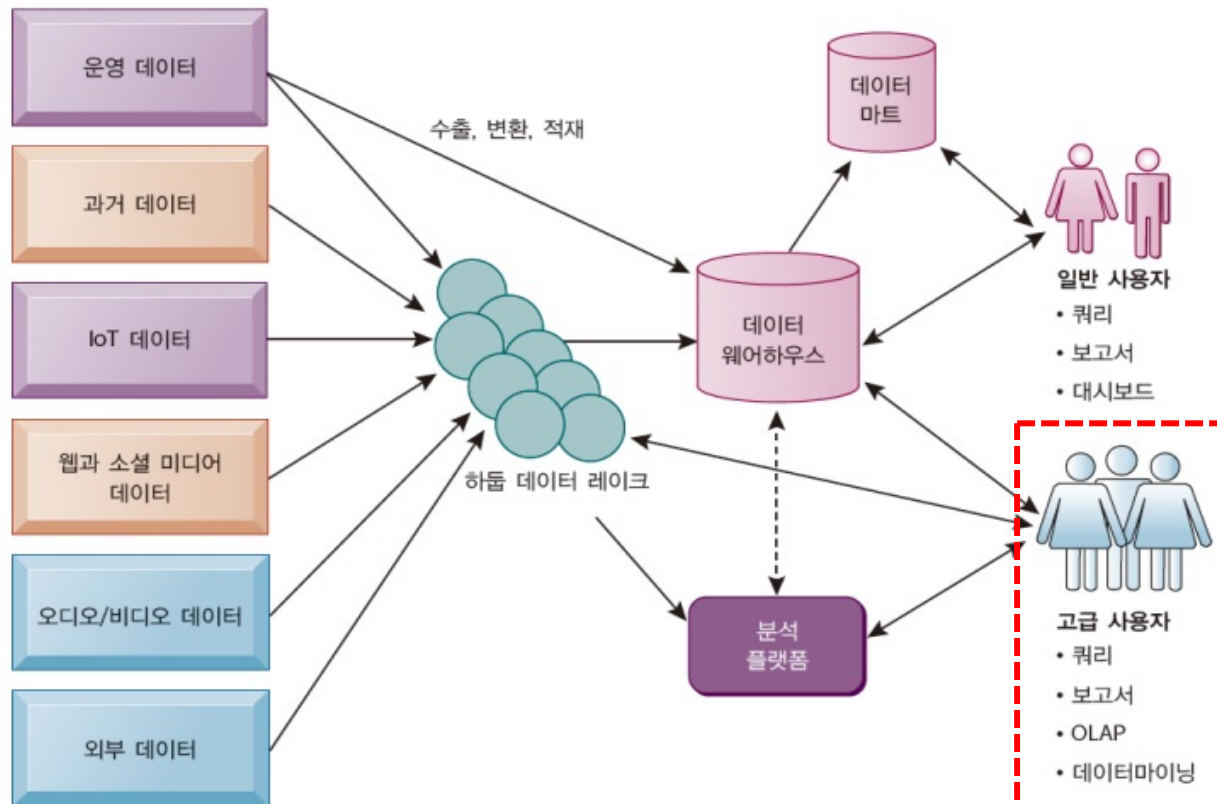 운영 데이터
과거 데이터
IoT 데이터
웹과 소셜 미디어
데이터
오디오/비디오 데이터
외부 데이터
수출, 변환, 적재
하둡 데이터 레이크
데이터
마트
데이터
웨어하우스
분석
플랫폼
일반 사용자
• 쿼리
• 보고서
• 대시보드
고급 사용자
• 쿼리
• 보고서
• OLAP
• 데이터마이닝